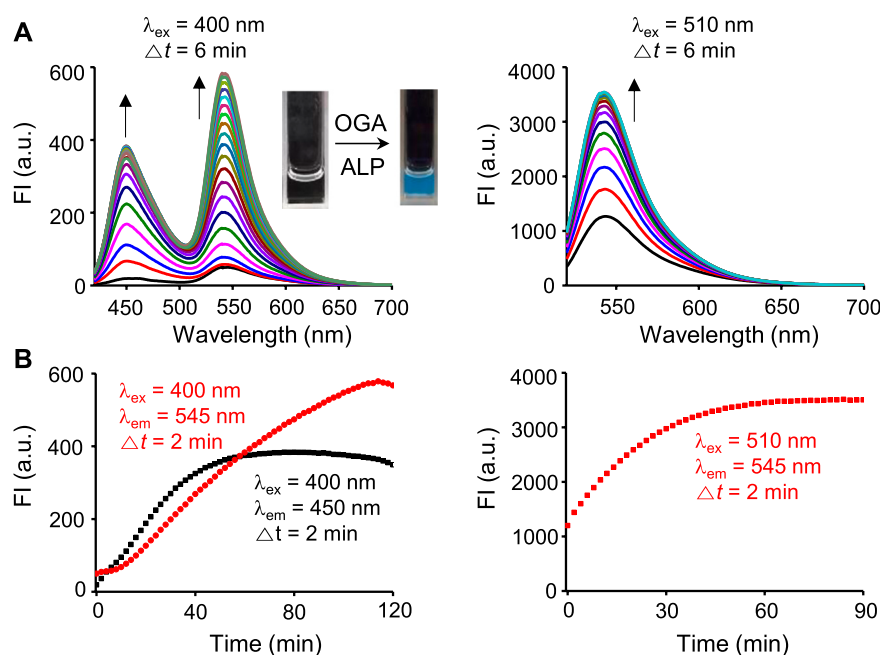 A
λex = 400 nm
△t = 6 min
FI (a.u.)
600
400
200
0
450
500
550
600
650
700
Wavelength (nm)
OGA
ALP
λex = 510 nm
△t = 6 min
FI (a.u.)
4000
3000
2000
1000
0
550
600
650
700
Wavelength (nm)
B
FI (a.u.)
600
400
200
0
0
40
80
120
Time (min)
λex = 400 nm
λem = 545 nm
△t = 2 min
λex = 400 nm
λem = 450 nm
△t = 2 min
FI (a.u.)
4000
3000
2000
1000
0
0
30
60
90
Time (min)
λex = 510 nm
λem = 545 nm
△t = 2 min